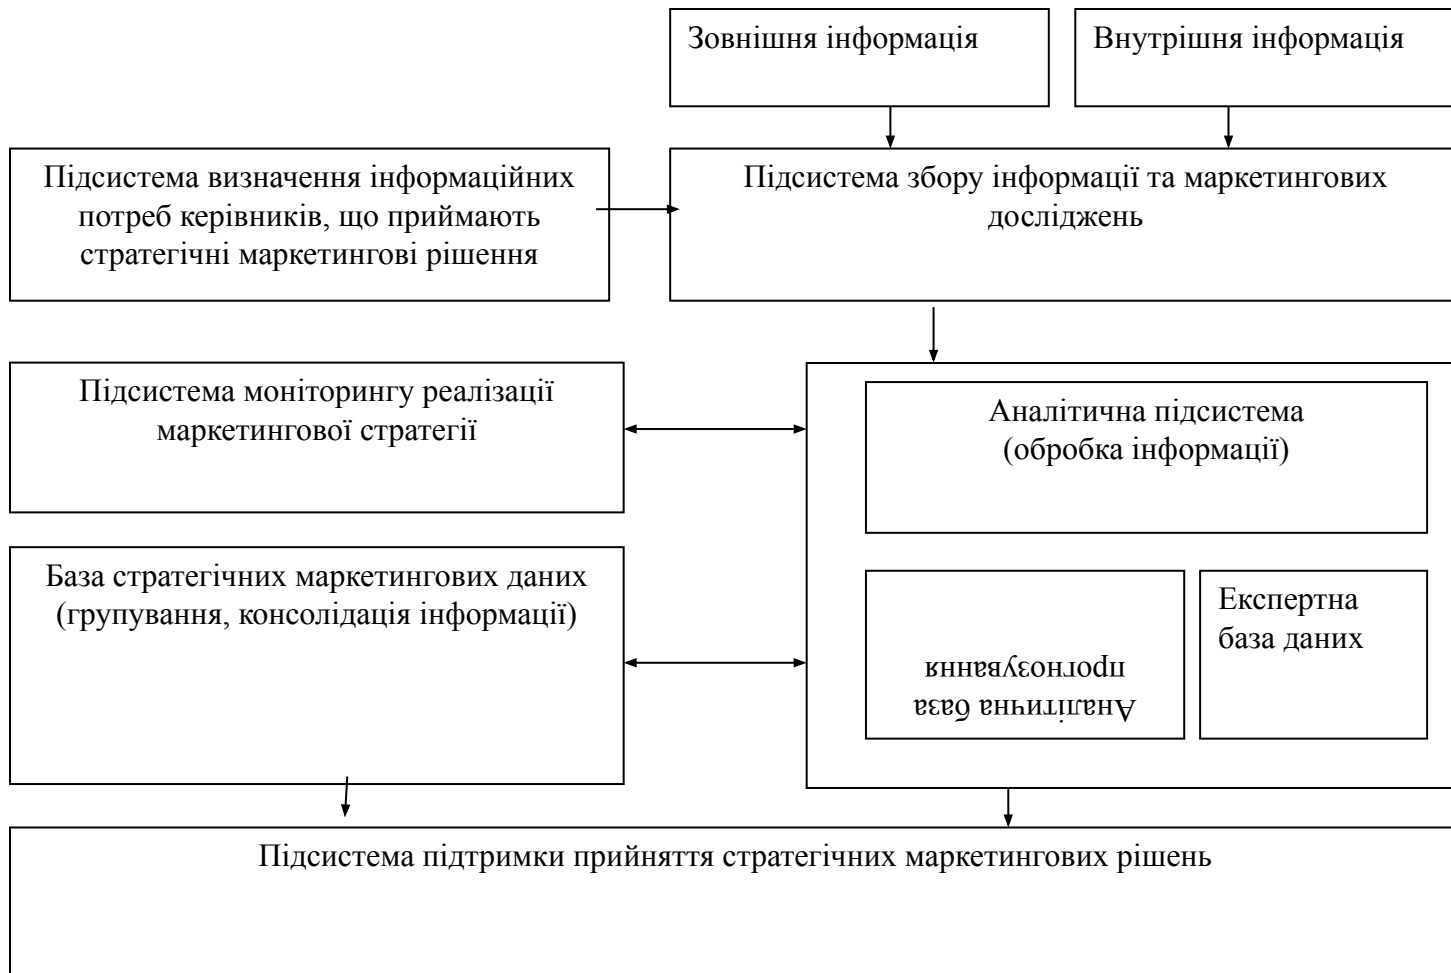 Зовнішня інформація
Внутрішня інформація
Підсистема визначення інформаційних
потреб керівників, що приймають
стратегічні маркетингові рішення
Підсистема збору інформації та маркетингових
досліджень
Підсистема моніторингу реалізації
маркетингової стратегії
Аналітична підсистема
(обробка інформації)
База стратегічних маркетингових даних
(групування, консолідація інформації)
Аналітична база
прогнозування
Експертна
база даних
Підсистема підтримки прийняття стратегічних маркетингових рішень